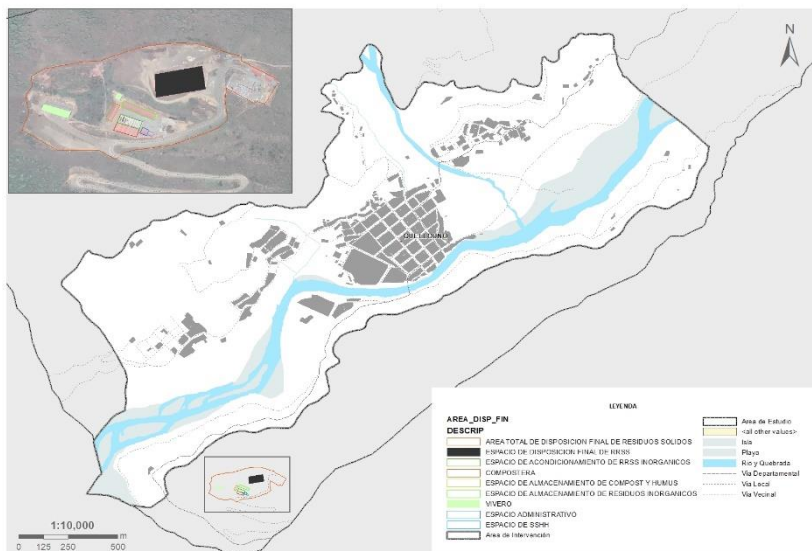 N
QUELLOUNO
1:10,000
0 125 250 500 m
LEYENDA
AREA_DISP_FIN
DESCRIP
AREA TOTAL DE DISPOSICION FINAL DE RESIDUOS SOLIDOS
ESPACIO DE DISPOSICION FINAL DE RRSS
ESPACIO DE ACONDICIONAMIENTO DE RRSS INORGANICOS
COMPOSTERA
ESPACIO DE ALMACENAMIENTO DE COMPOST Y HUMUS
ESPACIO DE ALMACENAMIENTO DE RESIDUOS INORGANICOS
VIVERO
ESPACIO ADMINISTRATIVO
ESPACIO DE SSHH
Area de Intervención
Area de Estudio
<all other values>
Isla
Playa
Rio y Quebrada
Via Departamental
Via Local
Via Vecinal